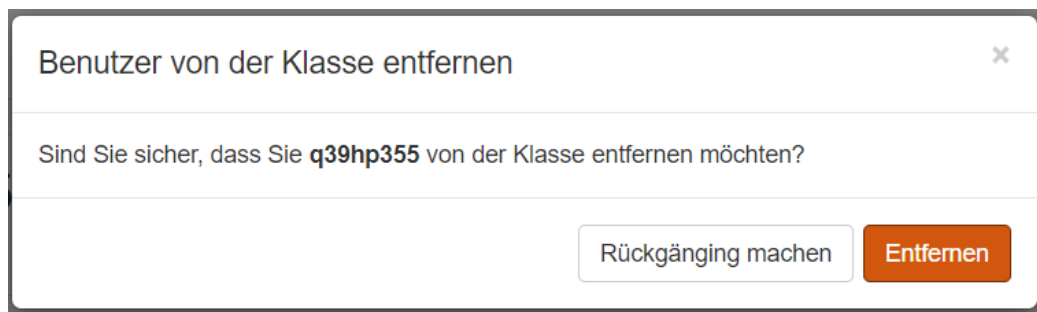 Benutzer von der Klasse entfernen
×
Sind Sie sicher, dass Sie q39hp355 von der Klasse entfernen möchten?
Rückgänging machen
Entfernen